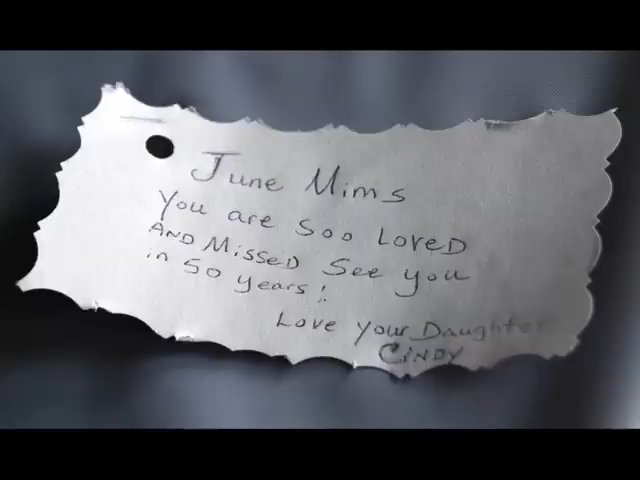 June Mims
You are soo LoveD
AND MisseD See you
in 50 years!
Love Your Daughter
CiNDY